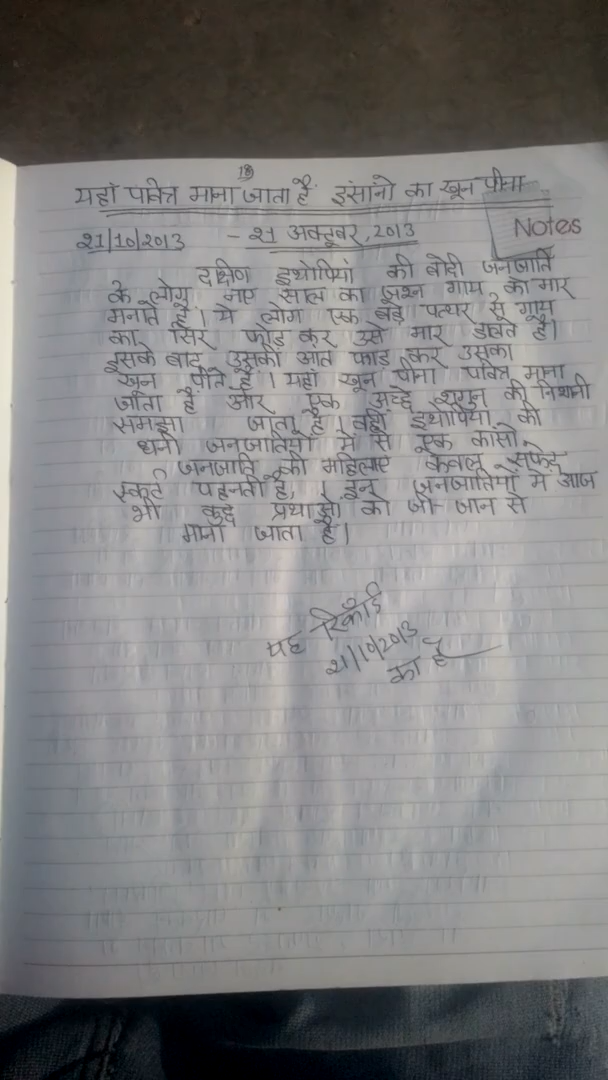 18
यहां पवित्र माना जाता है इंसानो का खून पीना
Notes
21/10/2013 - 21 अक्टूबर, 2013
दक्षिण इथोपियां की बोदी जनजाति
के लोग नए साल का जश्न गाय को मार
मनाते हैं। ये लोग एक बड़े पत्थर से गाय
का सिर फोड़ कर उसे मार डालते हैं।
इसके बाद उसकी आंत फाड़ कर उसका
खून पीते हैं। यहां खून पीना पवित्र माना
जाता है और एक अच्छे शगुन की निशानी
समझा जाता है। वहीं इथोपिया की
धनी जनजातियों में से एक कासो
जनजाति की महिलाएं केवल सफेद
स्कर्ट पहनती है, इन जनजातियों में आज
भी कुछ प्रथाओं को जी-जान से
माना जाता है।
यह रिकॉर्ड
21/10/2013
का है